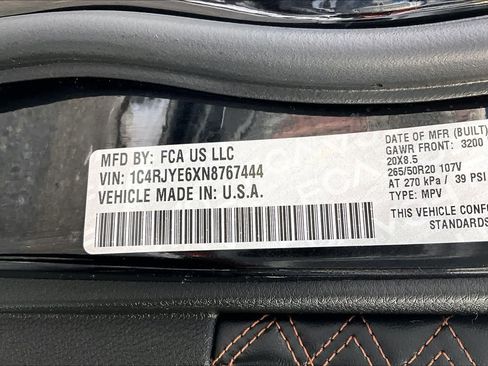 MFD BY: FCA US LLC
VIN: 1C4RJYE6XN8767444
VEHICLE MADE IN U.S.A.
DATE OF MFR (BUILT)
GAWR FRONT: 3200
20X8.5
265/50R20 107V
AT 270 kPa / 39 PSI
TYPE: MPV
THIS VEHICLE CONFO
STANDARDS